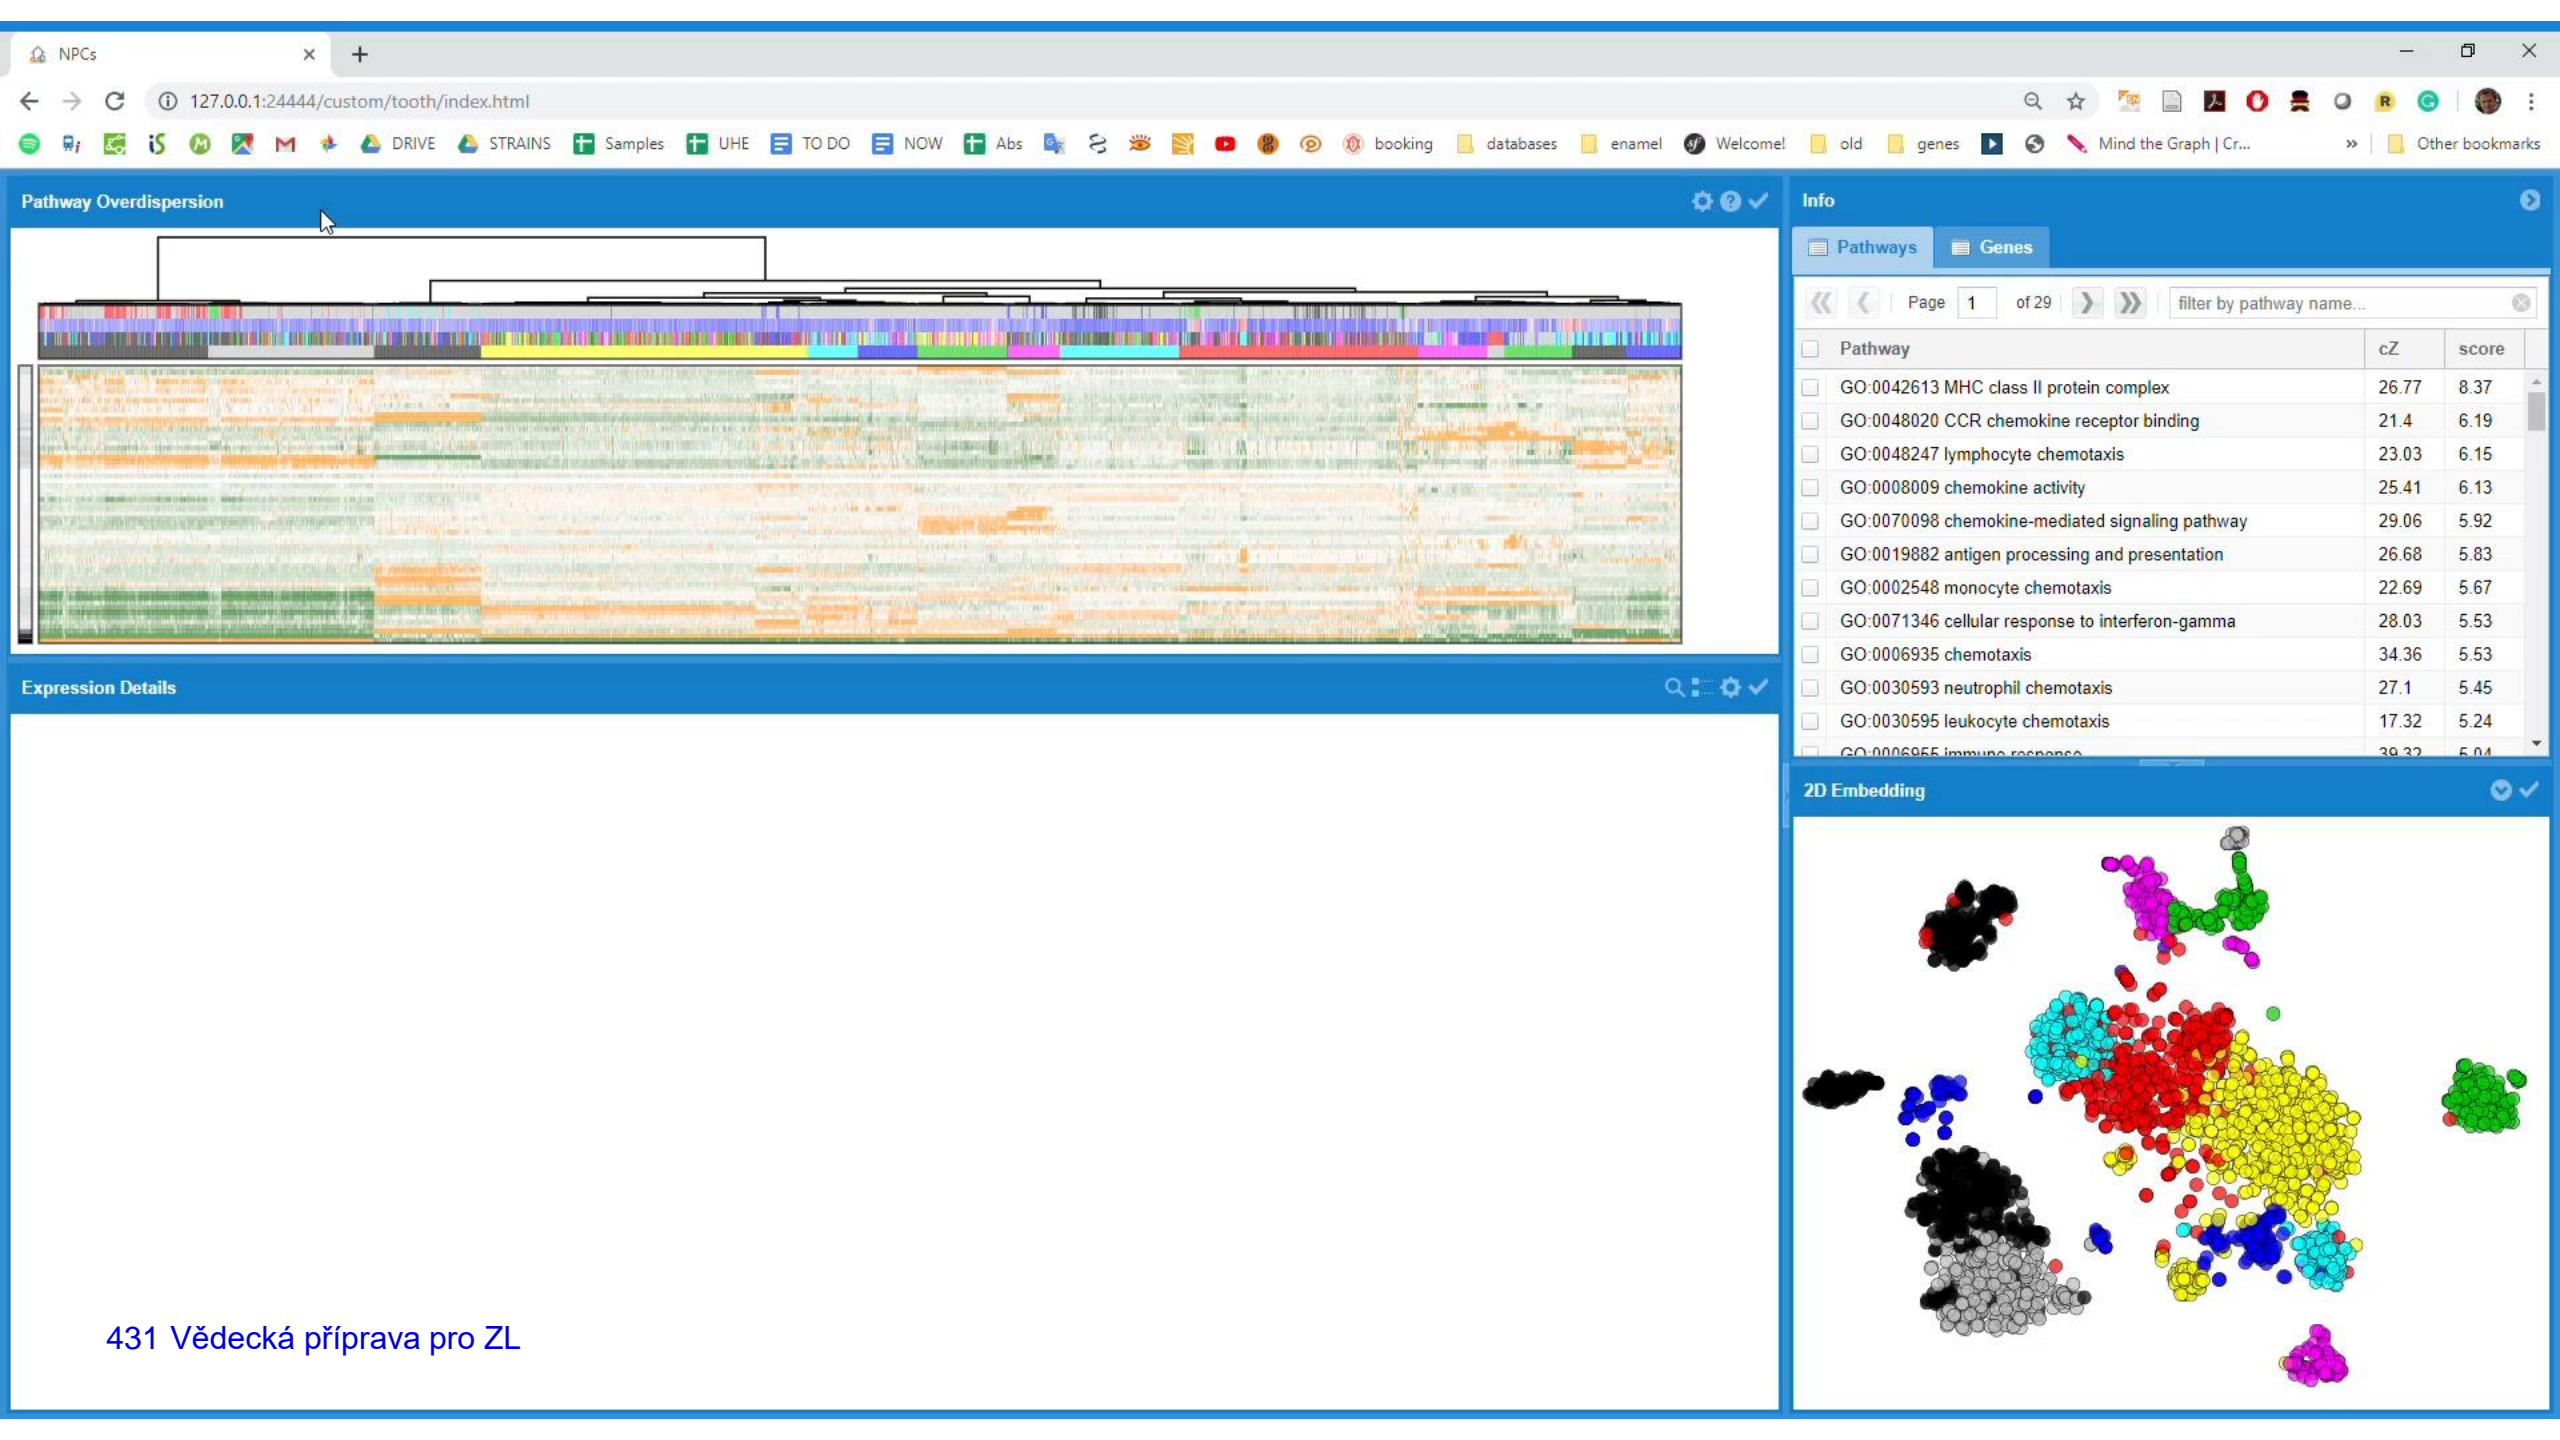 NPCs
127.0.0.1:24444/custom/tooth/index.html
DRIVE STRAINS Samples UHE TO DO NOW Abs booking databases enamel Welcome! old genes Mind the Graph | Cr... » Other bookmarks
Pathway Overdispersion
Expression Details
431 Vědecká příprava pro ZL
Info
Pathways Genes
Page 1 of 29 filter by pathway name...
Pathway cZ score
GO:0042613 MHC class II protein complex 26.77 8.37
GO:0048020 CCR chemokine receptor binding 21.4 6.19
GO:0048247 lymphocyte chemotaxis 23.03 6.15
GO:0008009 chemokine activity 25.41 6.13
GO:0070098 chemokine-mediated signaling pathway 29.06 5.92
GO:0019882 antigen processing and presentation 26.68 5.83
GO:0002548 monocyte chemotaxis 22.69 5.67
GO:0071346 cellular response to interferon-gamma 28.03 5.53
GO:0006935 chemotaxis 34.36 5.53
GO:0030593 neutrophil chemotaxis 27.1 5.45
GO:0030595 leukocyte chemotaxis 17.32 5.24
GO:0006955 immune response 39.32 5.04
2D Embedding